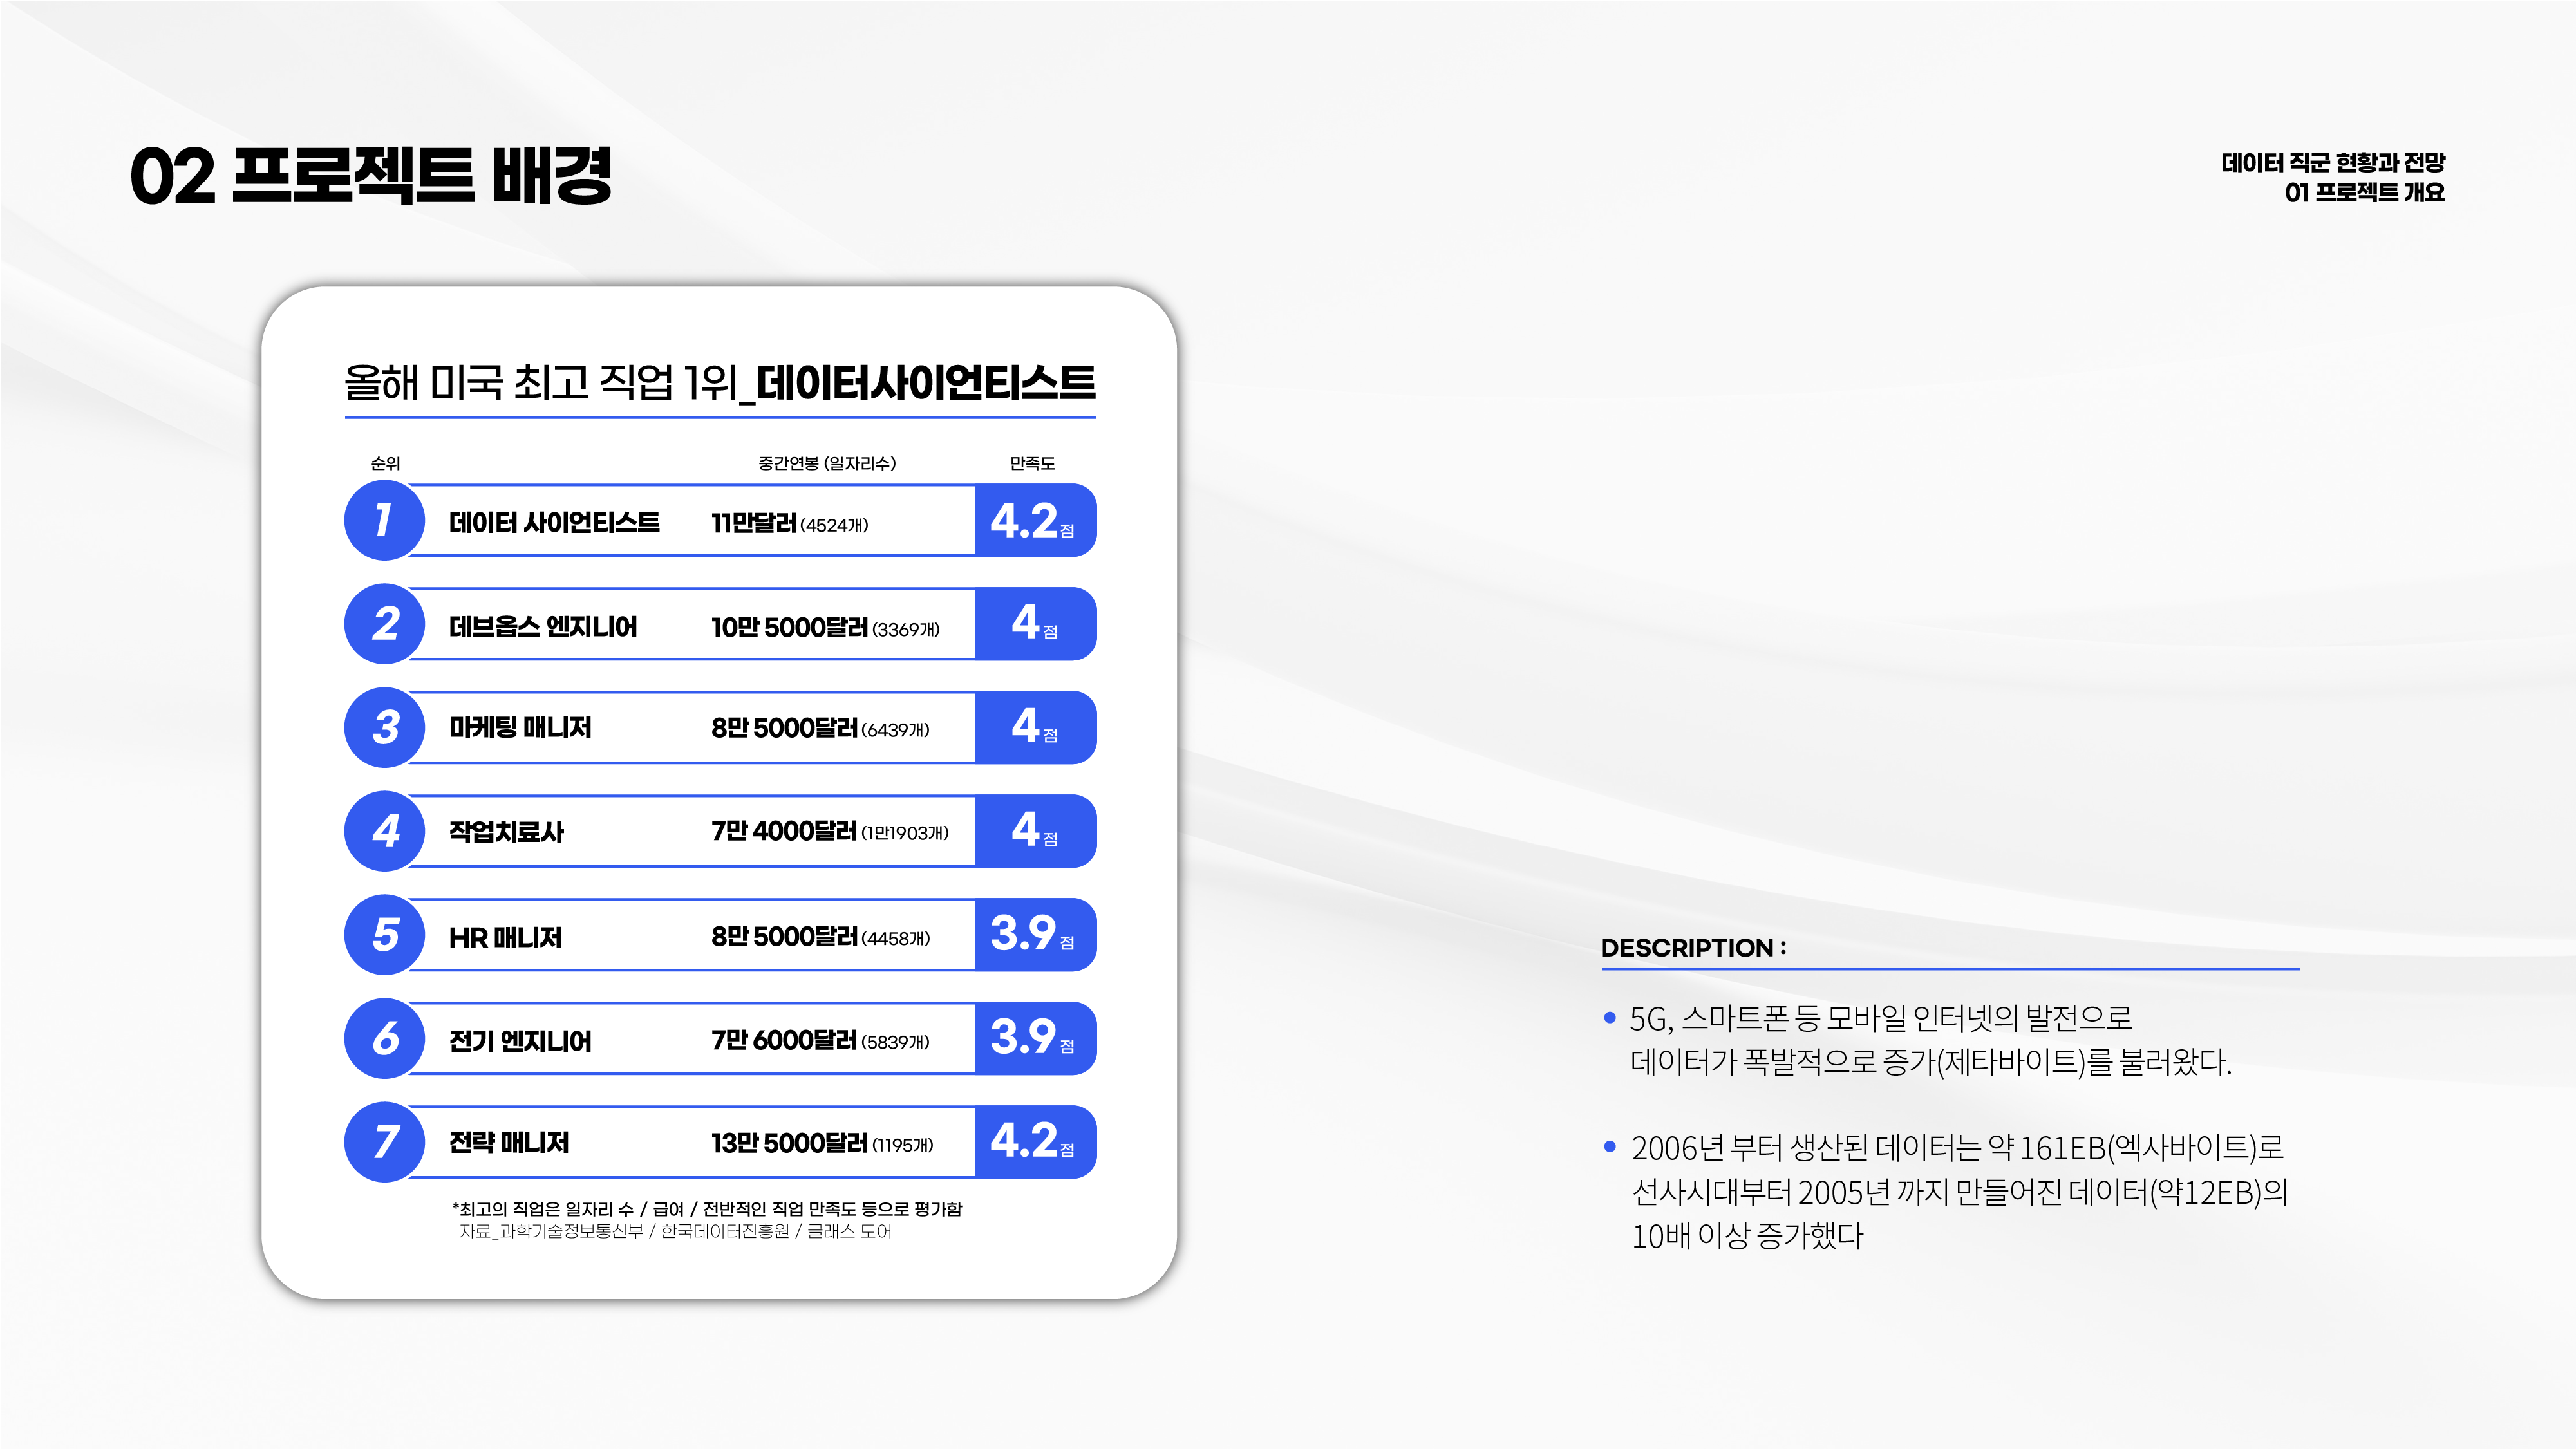 02 프로젝트 배경
데이터 직군 현황과 전망
01 프로젝트 개요
올해 미국 최고 직업 1위_데이터사이언티스트
순위 중간연봉 (일자리수) 만족도
1 데이터 사이언티스트 11만달러 (4524개) 4.2점
2 데브옵스 엔지니어 10만 5000달러 (3369개) 4점
3 마케팅 매니저 8만 5000달러 (6439개) 4점
4 작업치료사 7만 4000달러 (1만1903개) 4점
5 HR 매니저 8만 5000달러 (4458개) 3.9점
6 전기 엔지니어 7만 6000달러 (5839개) 3.9점
7 전략 매니저 13만 5000달러 (1195개) 4.2점
*최고의 직업은 일자리 수 / 급여 / 전반적인 직업 만족도 등으로 평가함
자료_과학기술정보통신부 / 한국데이터진흥원 / 글래스 도어
DESCRIPTION :
• 5G, 스마트폰 등 모바일 인터넷의 발전으로
데이터가 폭발적으로 증가(제타바이트)를 불러왔다.
• 2006년 부터 생산된 데이터는 약 161EB(엑사바이트)로
선사시대부터 2005년 까지 만들어진 데이터(약12EB)의
10배 이상 증가했다